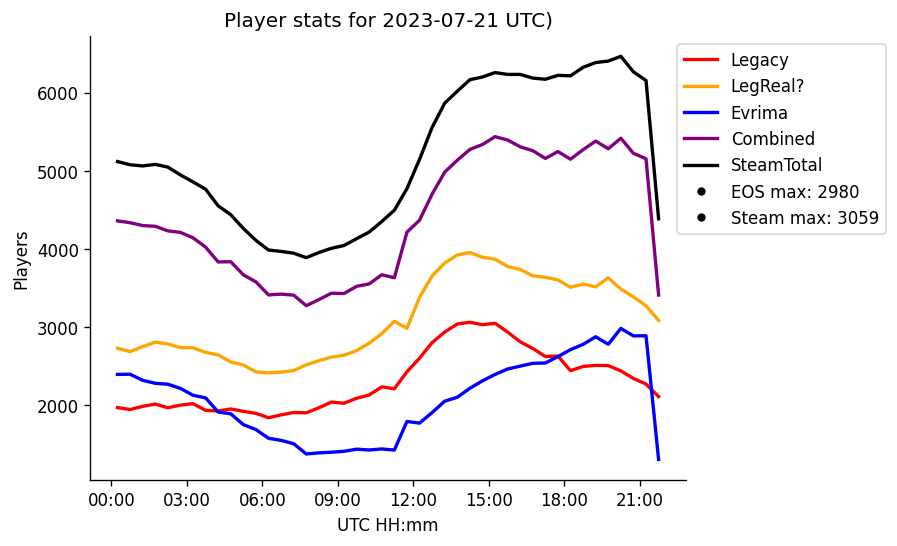 Player stats for 2023-07-21 UTC)
Legacy
LegReal?
Evrima
Combined
SteamTotal
EOS max: 2980
Steam max: 3059
Players
6000
5000
4000
3000
2000
00:00 03:00 06:00 09:00 12:00 15:00 18:00 21:00
UTC HH:mm